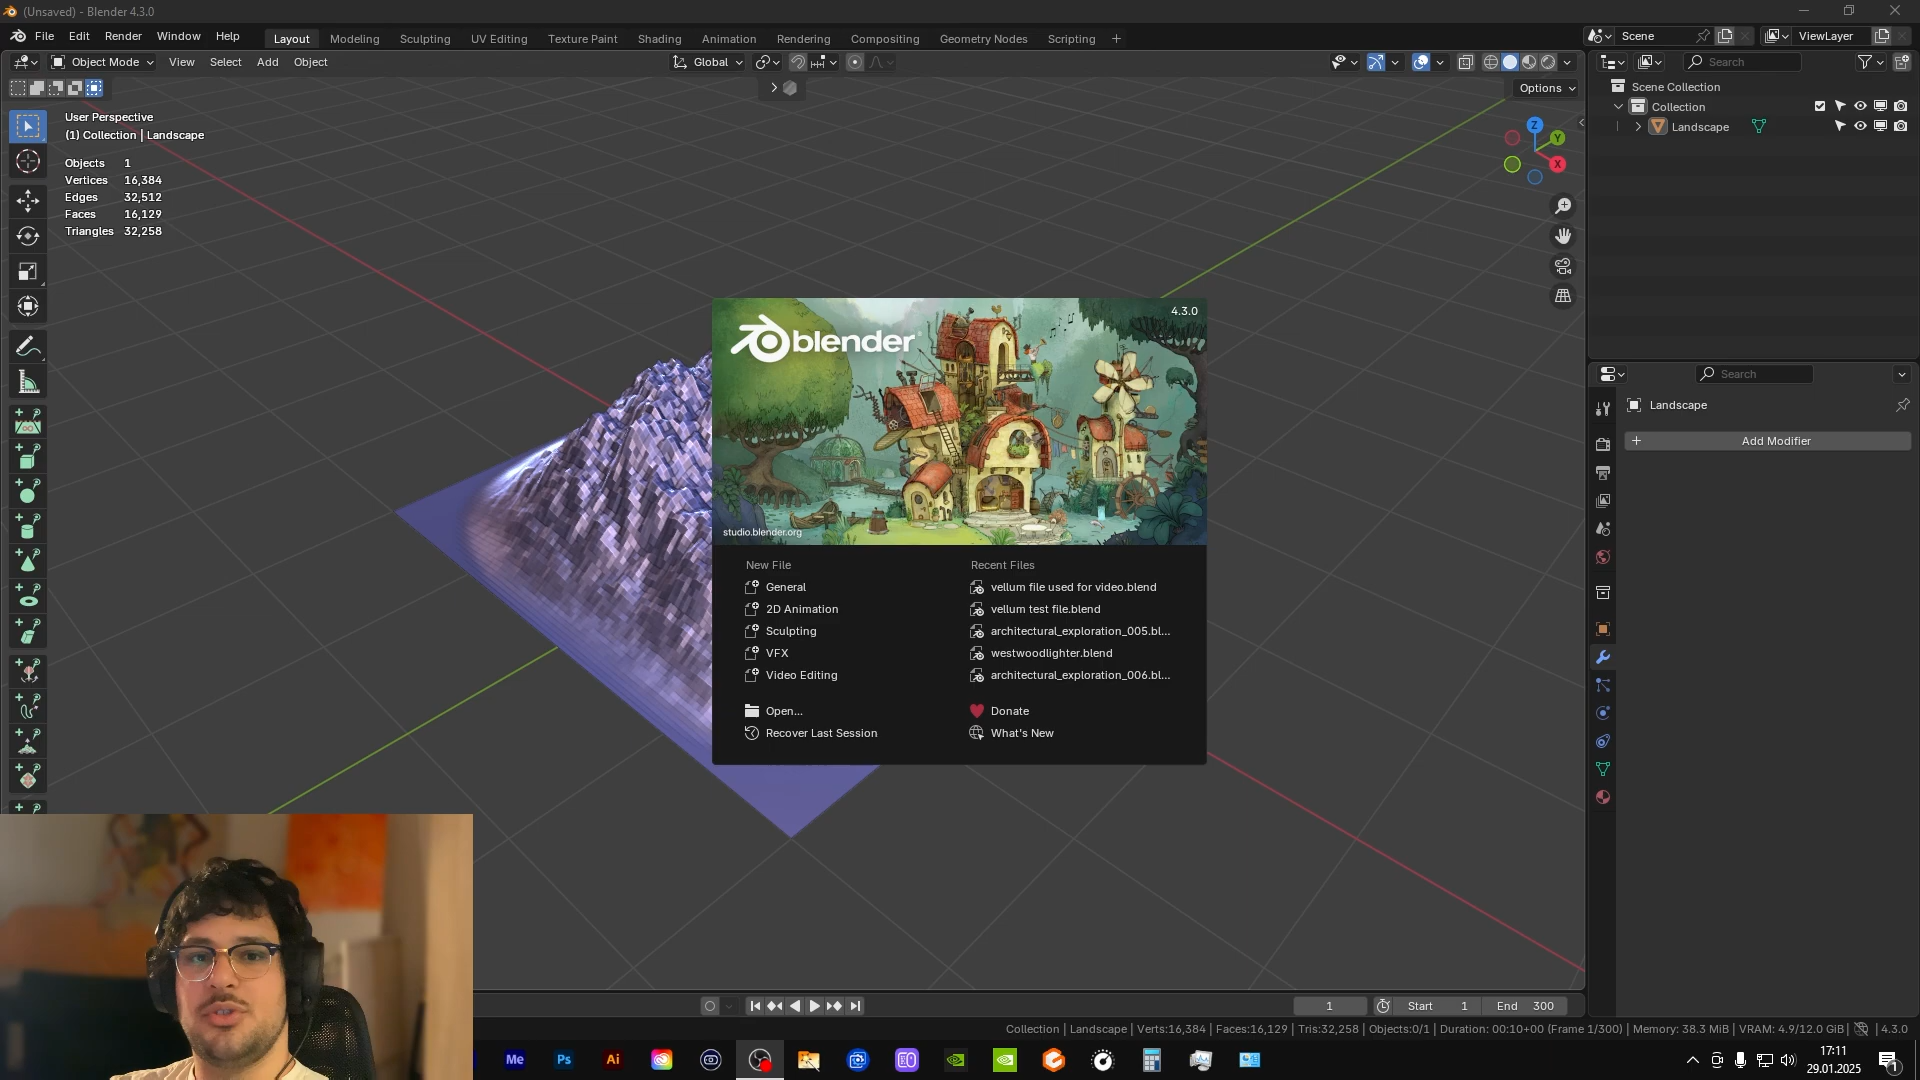 (Unsaved) - Blender 4.3.0
File Edit Render Window Help Layout Modeling Sculpting UV Editing Texture Paint Shading Animation Rendering Compositing Geometry Nodes Scripting + Scene ViewLayer
Object Mode View Select Add Object Global Search
Options
User Perspective
(1) Collection | Landscape
Objects 1
Vertices 16,384
Edges 32,512
Faces 16,129
Triangles 32,258
Z
Y
X
Scene Collection
Collection
Landscape
Search
Landscape
+ Add Modifier
blender
4.3.0
studio.blender.org
New File
General
2D Animation
Sculpting
VFX
Video Editing
Open...
Recover Last Session
Recent Files
vellum file used for video.blend
vellum test file.blend
architectural_exploration_005.bl...
westwoodlighter.blend
architectural_exploration_006.bl...
Donate
What's New
1 Start 1 End 300
Collection | Landscape | Verts:16,384 | Faces:16,129 | Tris:32,258 | Objects:0/1 | Duration: 00:10+00 (Frame 1/300) | Memory: 38.3 MiB | VRAM: 4.9/12.0 GiB | 4.3.0
Me Ps Ai
17:11
29.01.2025
1